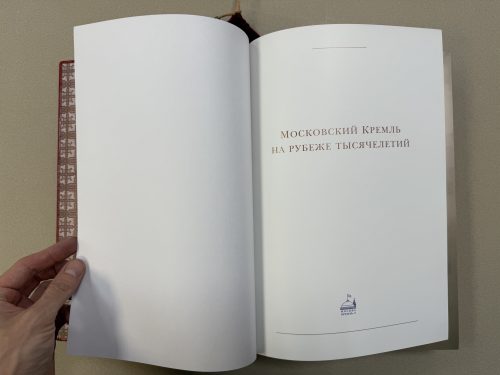 Московский Кремль
на рубеже тысячелетий